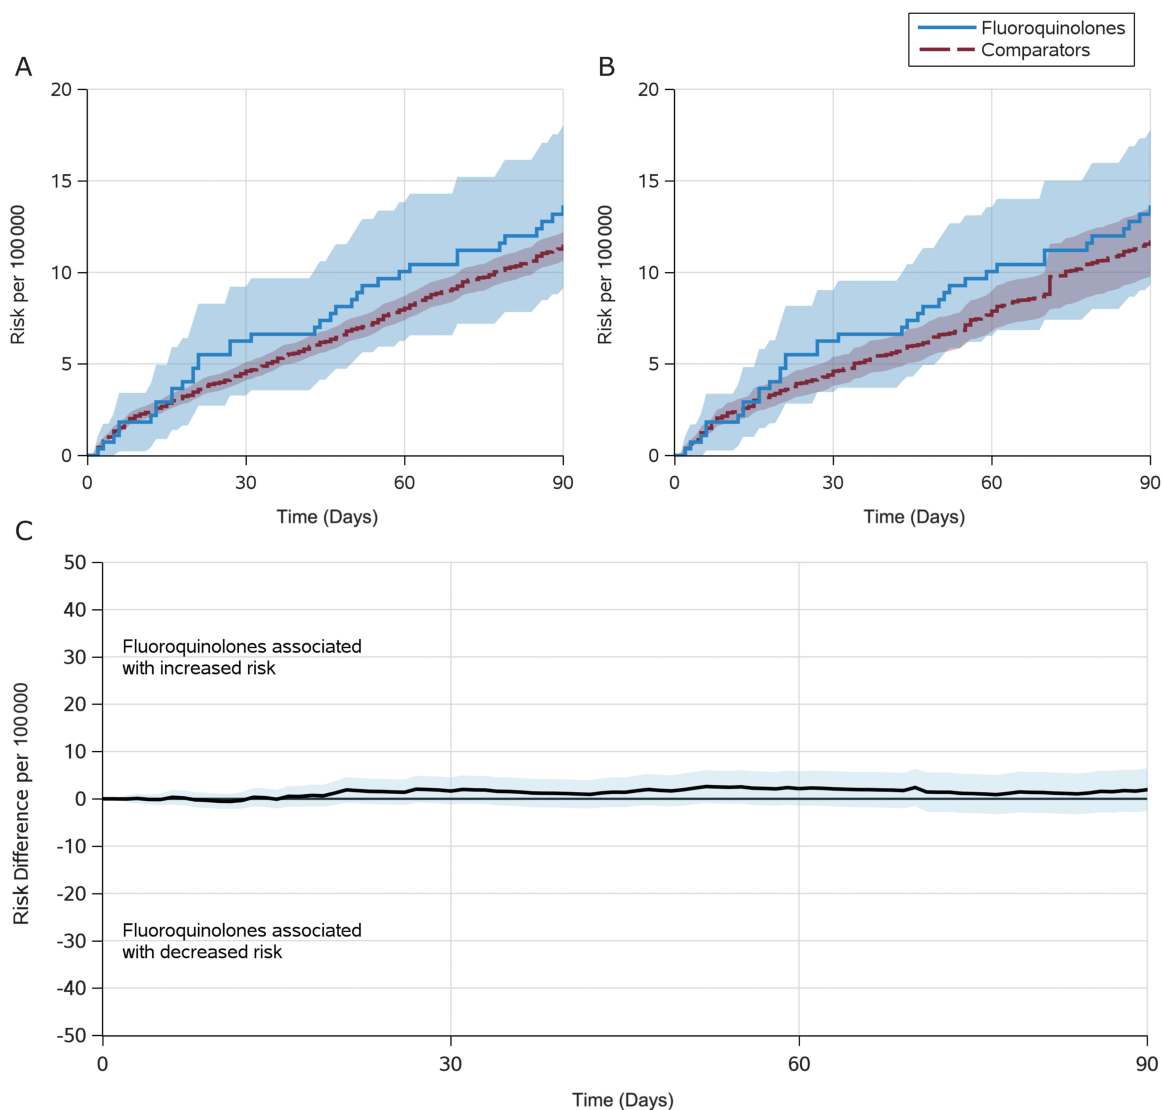 Fluoroquinolones
Comparators
A
20
15
10
5
0
0 30 60 90
Risk per 100 000
Time (Days)
B
20
15
10
5
0
0 30 60 90
Risk per 100 000
Time (Days)
C
50
40
30
20
10
0
-10
-20
-30
-40
-50
0 30 60 90
Risk Difference per 100 000
Fluoroquinolones associated
with increased risk
Fluoroquinolones associated
with decreased risk
Time (Days)